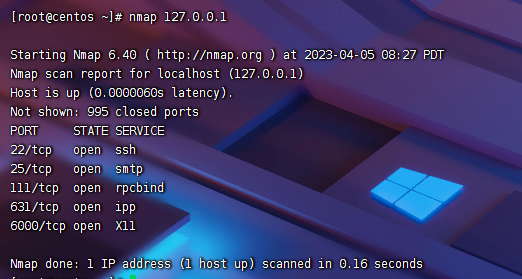 [root@centos ~]# nmap 127.0.0.1
Starting Nmap 6.40 ( http://nmap.org ) at 2023-04-05 08:27 PDT
Nmap scan report for localhost (127.0.0.1)
Host is up (0.0000060s latency).
Not shown: 995 closed ports
PORT     STATE SERVICE
22/tcp   open  ssh
25/tcp   open  smtp
111/tcp  open  rpcbind
631/tcp  open  ipp
6000/tcp open  X11
Nmap done: 1 IP address (1 host up) scanned in 0.16 seconds